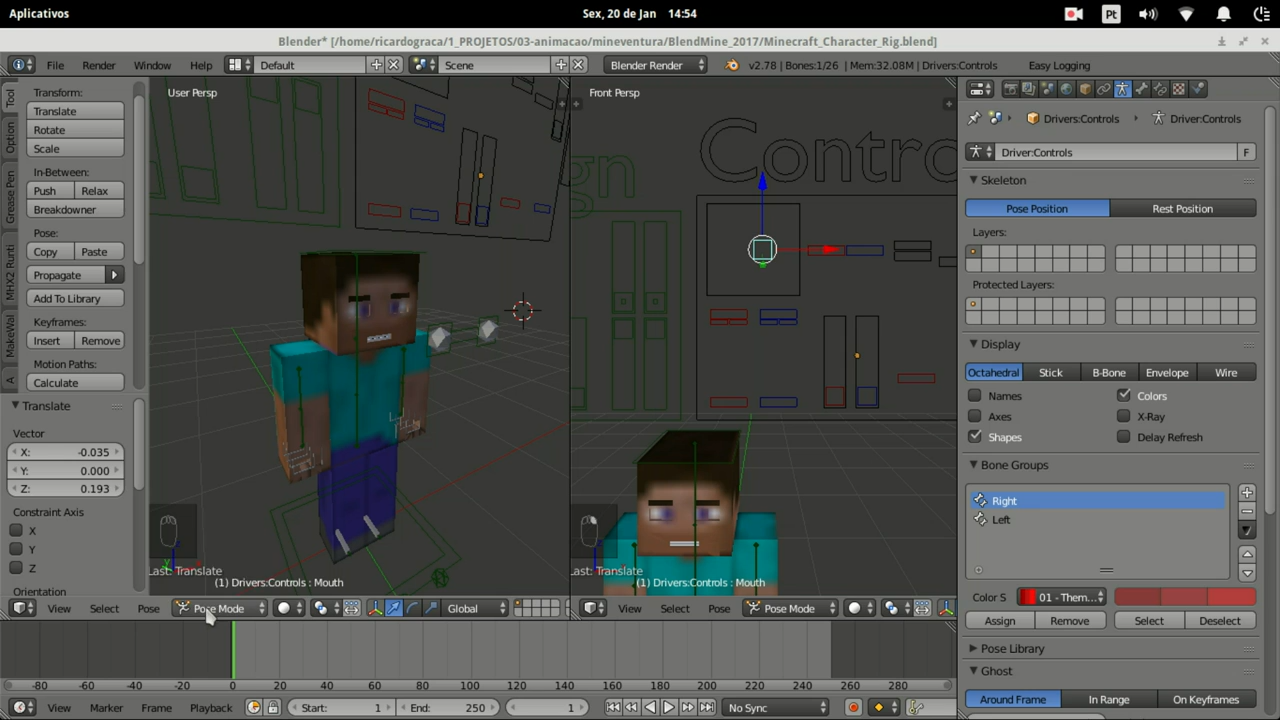 Aplicativos
Sex, 20 de Jan 14:54
Pt
Blender* [/home/ricardograca/1_PROJETOS/03-animacao/mineventura/BlendMine_2017/Minecraft_Character_Rig.blend]
File Render Window Help Default Scene Blender Render v2.78 | Bones:1/26 | Mem:32.08M | Drivers:Controls Easy Logging
Tool
Option
Grease Pen
MHX2 Runti
MakeWal
A
Transform:
Translate
Rotate
Scale
In-Between:
Push Relax
Breakdowner
Pose:
Copy Paste
Propagate
Add To Library
Keyframes:
Insert Remove
Motion Paths:
Calculate
Translate
Vector
X: -0.035
Y: 0.000
Z: 0.193
Constraint Axis
X
Y
Z
Orientation
User Persp
Last: Translate
(1) Drivers:Controls : Mouth
View Select Pose Pose Mode Global
Front Persp
gn
Contro
Last: Translate
(1) Drivers:Controls : Mouth
View Select Pose Pose Mode
Drivers:Controls Driver:Controls
Driver:Controls F
Skeleton
Pose Position Rest Position
Layers:
Protected Layers:
Display
Octahedral Stick B-Bone Envelope Wire
Names Colors
Axes X-Ray
Shapes Delay Refresh
Bone Groups
Right
Left
Color S 01 - Them...
Assign Remove Select Deselect
Pose Library
Ghost
Around Frame In Range On Keyframes
-80 -60 -40 -20 0 20 40 60 80 100 120 140 160 180 200 220 240 260 280
View Marker Frame Playback Start: 1 End: 250 1 No Sync